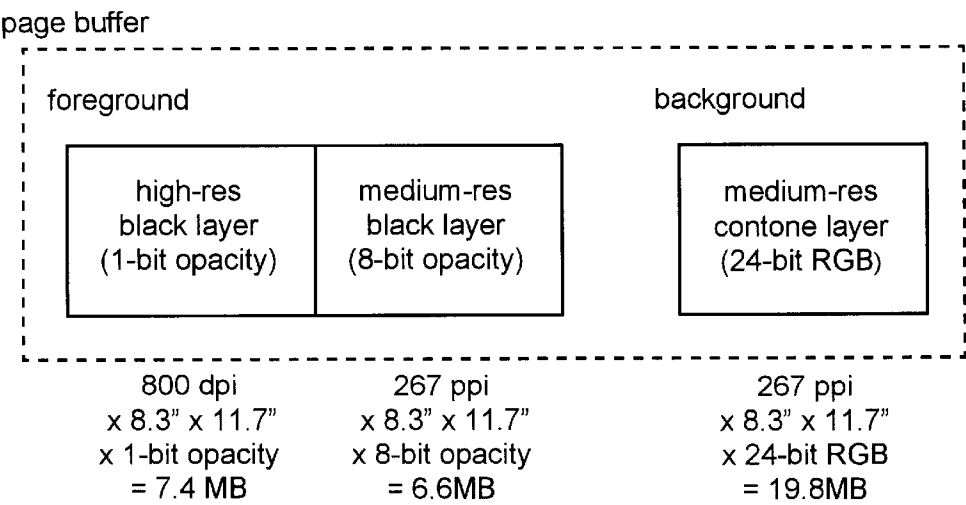 page buffer
foreground
background
high-res
black layer
(1-bit opacity)
medium-res
black layer
(8-bit opacity)
medium-res
contone layer
(24-bit RGB)
800 dpi
x 8.3" x 11.7"
x 1-bit opacity
= 7.4 MB
267 ppi
x 8.3" x 11.7"
x 8-bit opacity
= 6.6MB
267 ppi
x 8.3" x 11.7"
x 24-bit RGB
= 19.8MB